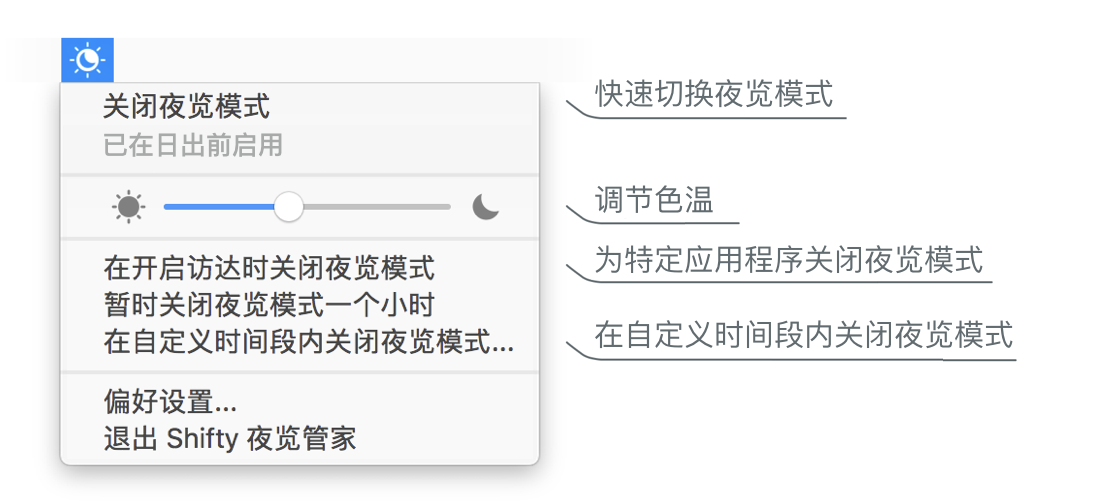 关闭夜览模式
快速切换夜览模式
已在日出前启用
调节色温
在开启访达时关闭夜览模式
为特定应用程序关闭夜览模式
暂时关闭夜览模式一个小时
在自定义时间段内关闭夜览模式...
在自定义时间段内关闭夜览模式
偏好设置...
退出 Shifty 夜览管家